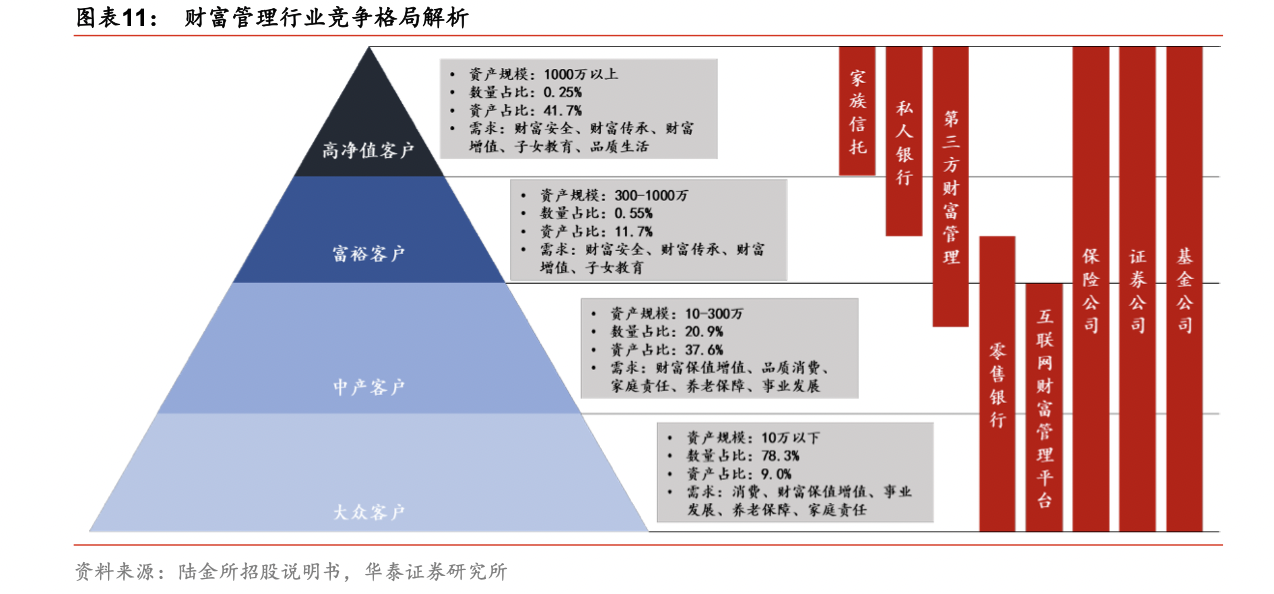 图表11： 财富管理行业竞争格局解析
高净值客户
• 资产规模：1000万以上
• 数量占比：0.25%
• 资产占比：41.7%
• 需求：财富安全、财富传承、财富
增值、子女教育、品质生活
富裕客户
• 资产规模：300-1000万
• 数量占比：0.55%
• 资产占比：11.7%
• 需求：财富安全、财富传承、财富
增值、子女教育
中产客户
• 资产规模：10-300万
• 数量占比：20.9%
• 资产占比：37.6%
• 需求：财富保值增值、品质消费、
家庭责任、养老保障、事业发展
大众客户
• 资产规模：10万以下
• 数量占比：78.3%
• 资产占比：9.0%
• 需求：消费、财富保值增值、事业
发展、养老保障、家庭责任
家族信托
私人银行
第三方财富管理
零售银行
互联网财富管理平台
保险公司
证券公司
基金公司
资料来源：陆金所招股说明书，华泰证券研究所